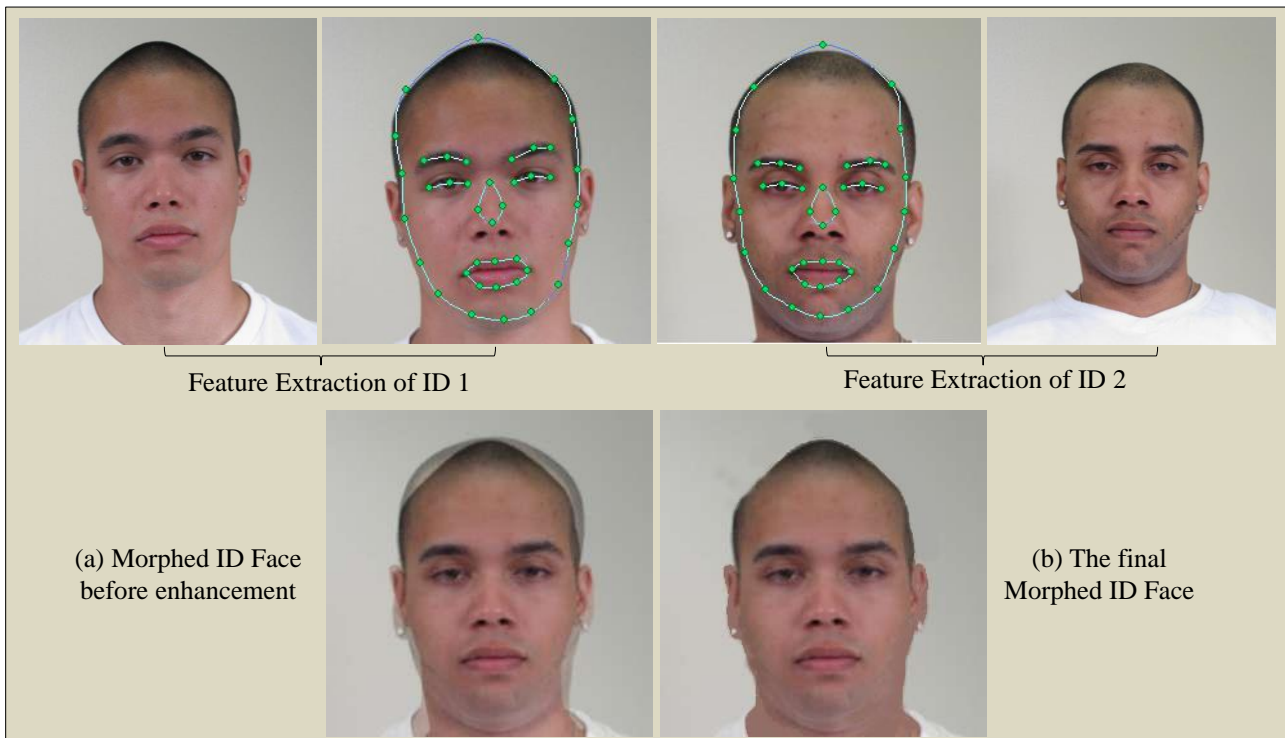 Feature Extraction of ID 1
Feature Extraction of ID 2
(a) Morphed ID Face
before enhancement
(b) The final
Morphed ID Face